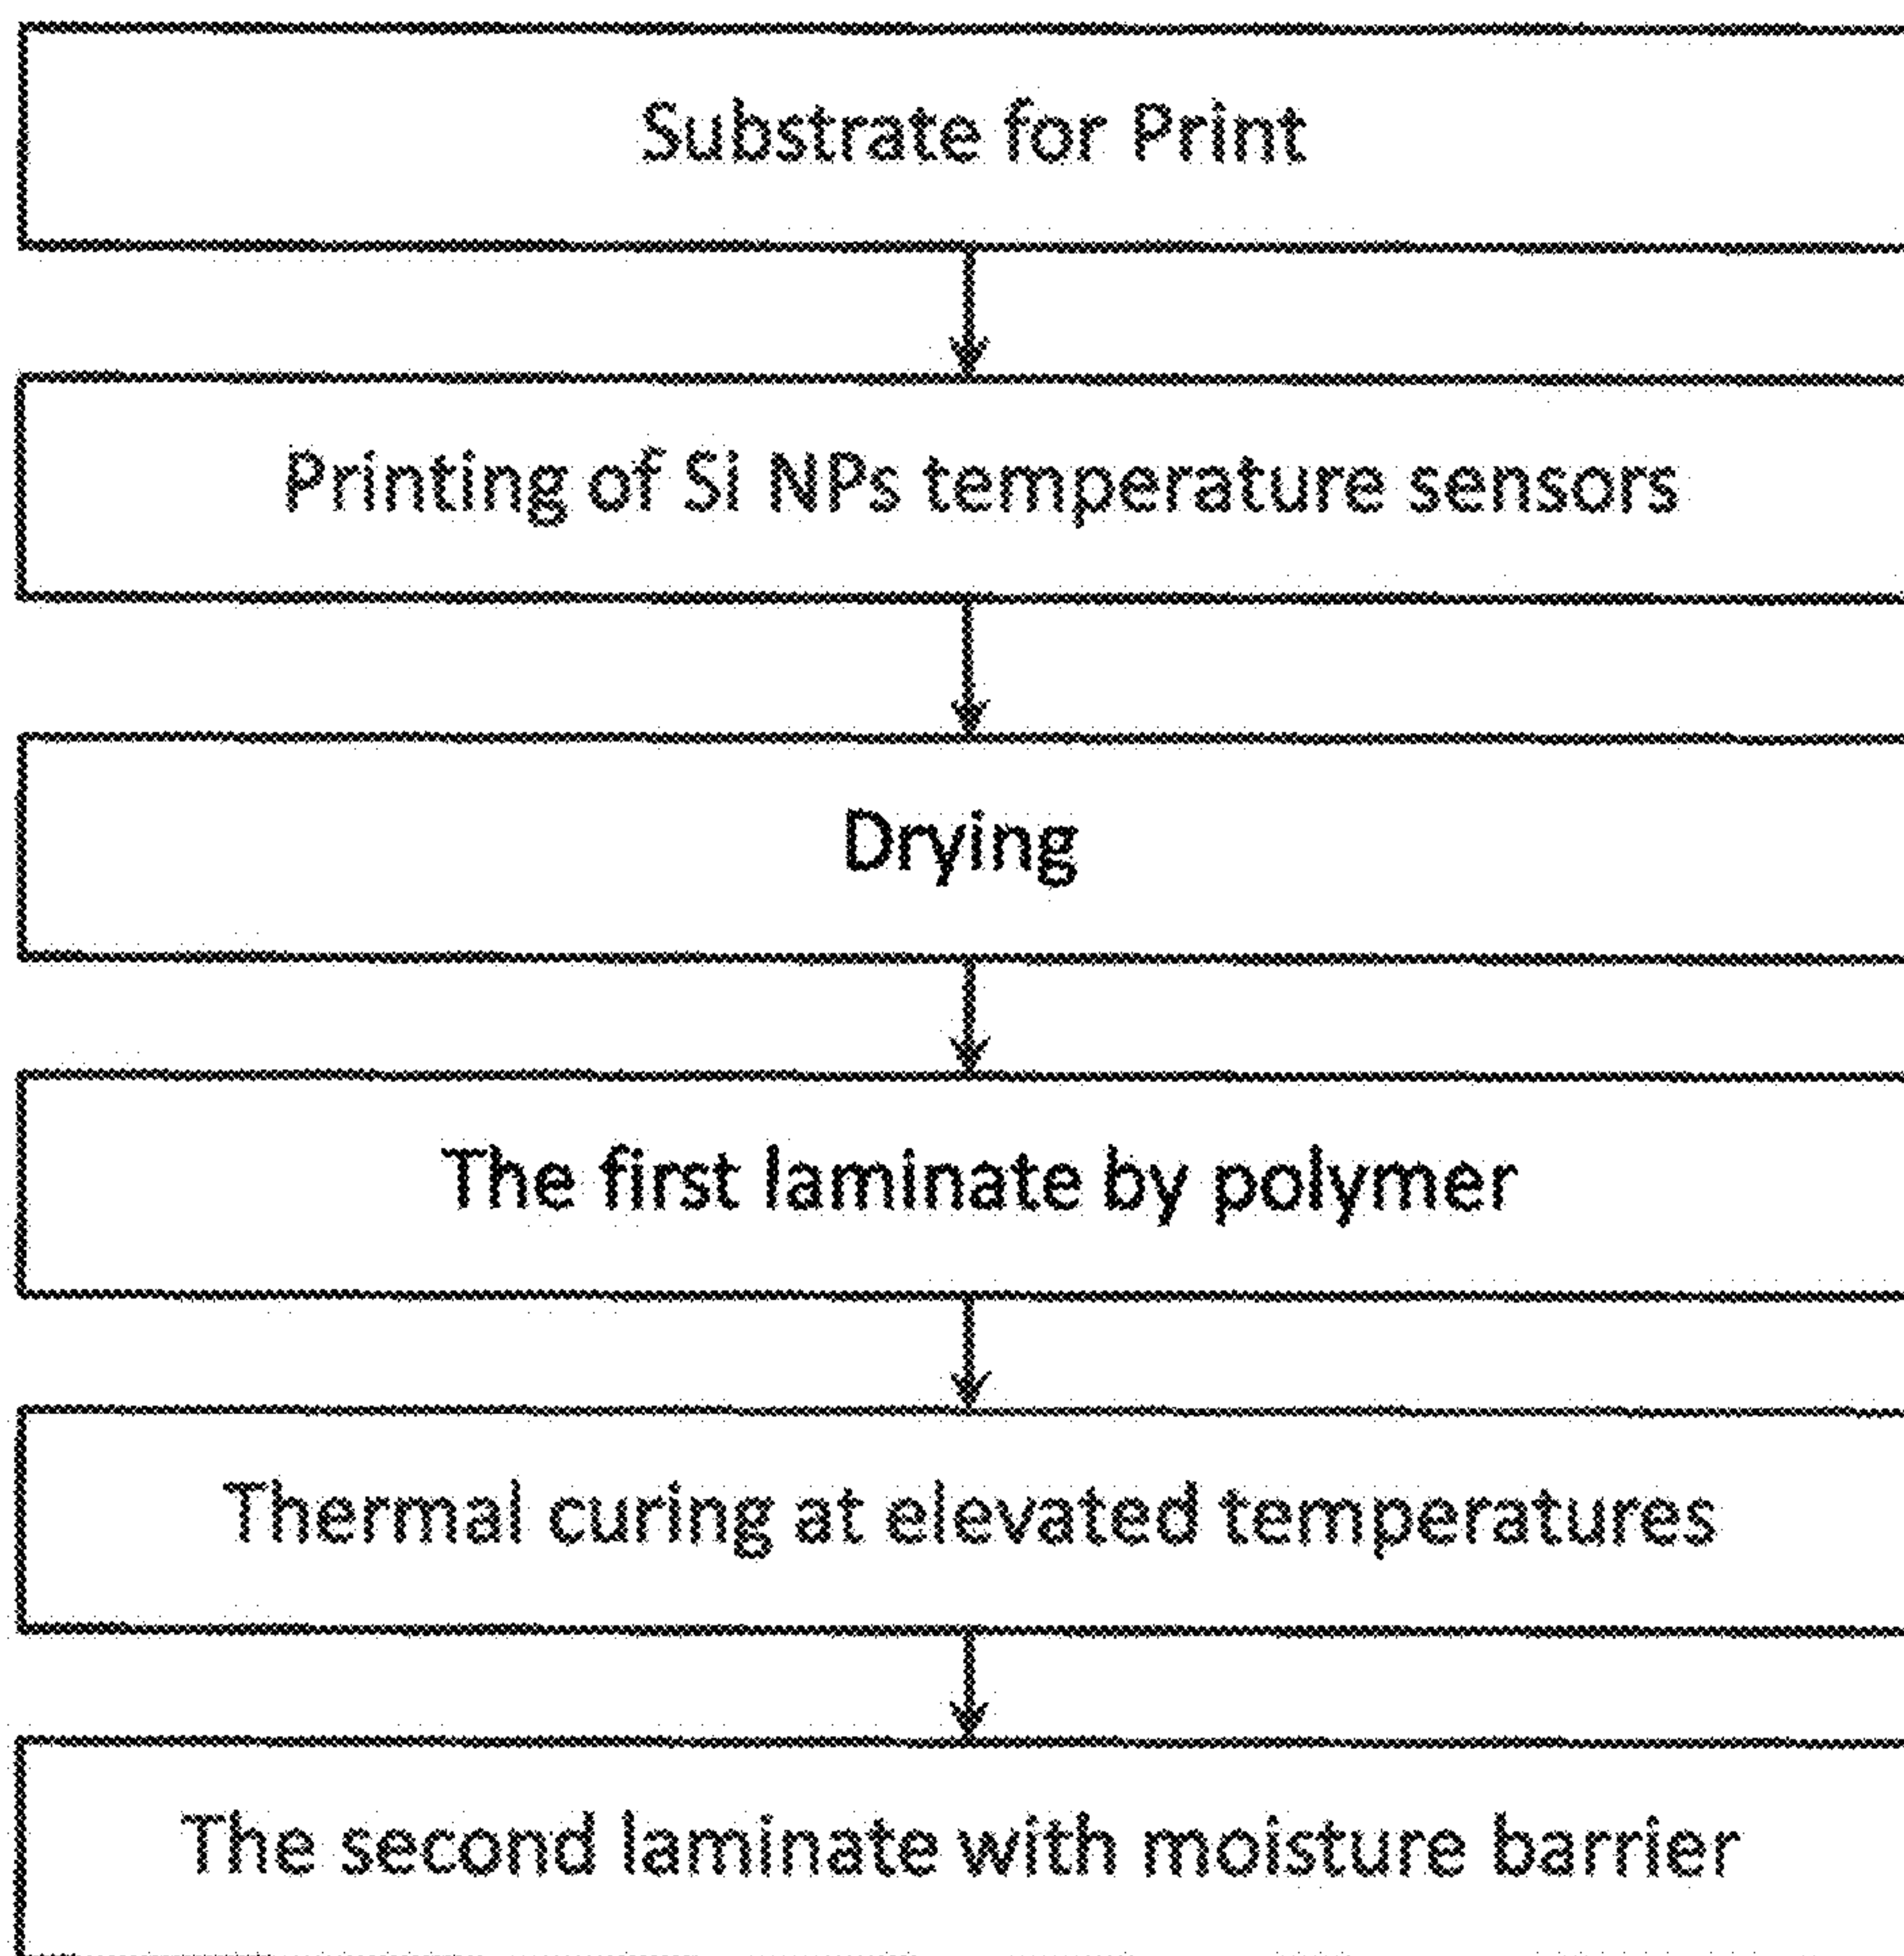 Substrate for Print
Printing of Si NPs temperature sensors
Drying
The first laminate by polymer
Thermal curing at elevated temperatures
The second laminate with moisture barrier